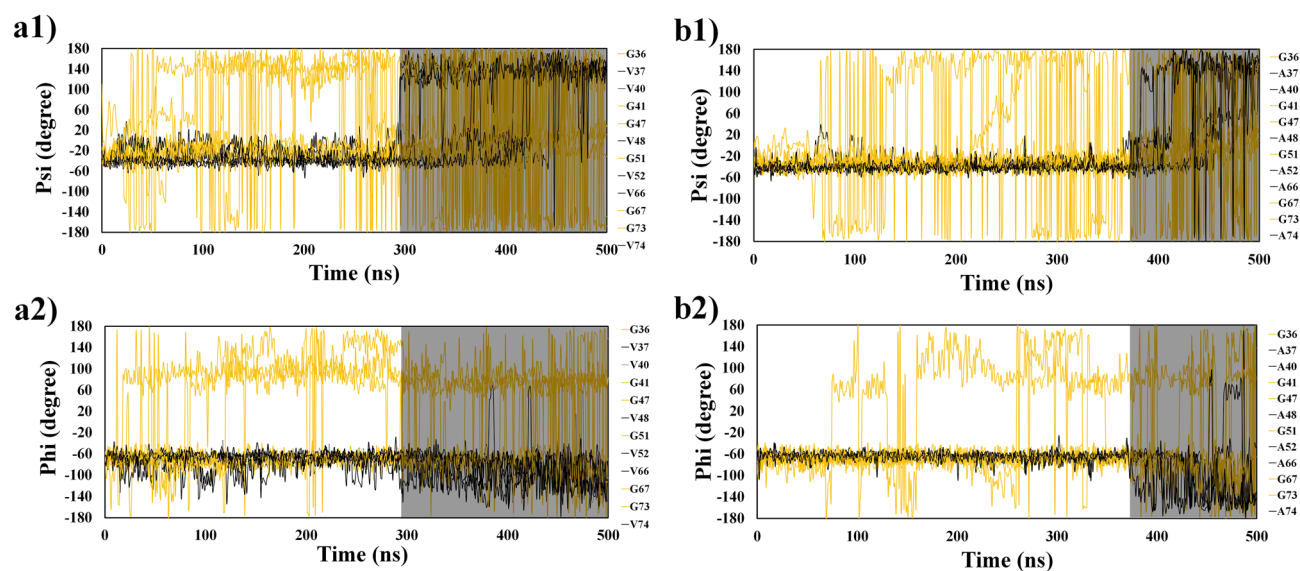 a1)
Psi (degree)
180
140
100
60
20
-20
-60
-100
-140
-180
0
100
200
300
400
500
Time (ns)
G36
V37
V40
G41
G47
V48
G51
V52
V66
G67
G73
V74
b1)
Psi (degree)
180
140
100
60
20
-20
-60
-100
-140
-180
0
100
200
300
400
500
Time (ns)
G36
A37
A40
G41
G47
A48
G51
A52
A66
G67
G73
A74
a2)
Phi (degree)
180
140
100
60
20
-20
-60
-100
-140
-180
0
100
200
300
400
500
Time (ns)
G36
V37
V40
G41
G47
V48
G51
V52
V66
G67
G73
V74
b2)
Phi (degree)
180
140
100
60
20
-20
-60
-100
-140
-180
0
100
200
300
400
500
Time (ns)
G36
A37
A40
G41
G47
A48
G51
A52
A66
G67
G73
A74